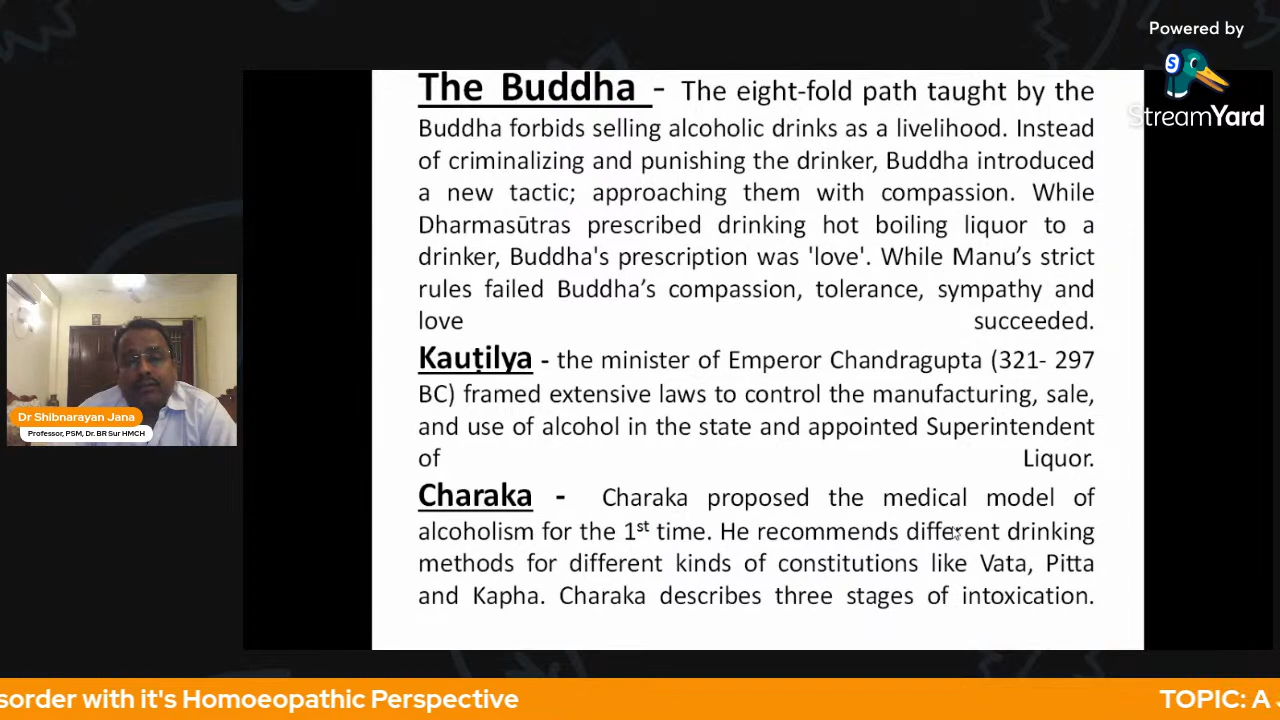 Powered by
StreamYard
The Buddha - The eight-fold path taught by the
Buddha forbids selling alcoholic drinks as a livelihood. Instead
of criminalizing and punishing the drinker, Buddha introduced
a new tactic; approaching them with compassion. While
Dharmasūtras prescribed drinking hot boiling liquor to a
drinker, Buddha's prescription was 'love'. While Manu’s strict
rules failed Buddha’s compassion, tolerance, sympathy and
love succeeded.
Kauṭilya - the minister of Emperor Chandragupta (321- 297
BC) framed extensive laws to control the manufacturing, sale,
and use of alcohol in the state and appointed Superintendent
of Liquor.
Charaka - Charaka proposed the medical model of
alcoholism for the 1st time. He recommends different drinking
methods for different kinds of constitutions like Vata, Pitta
and Kapha. Charaka describes three stages of intoxication.
Dr Shibnarayan Jana
Professor, PSM, Dr. BR Sur HMCH
sorder with it's Homoeopathic Perspective TOPIC: A